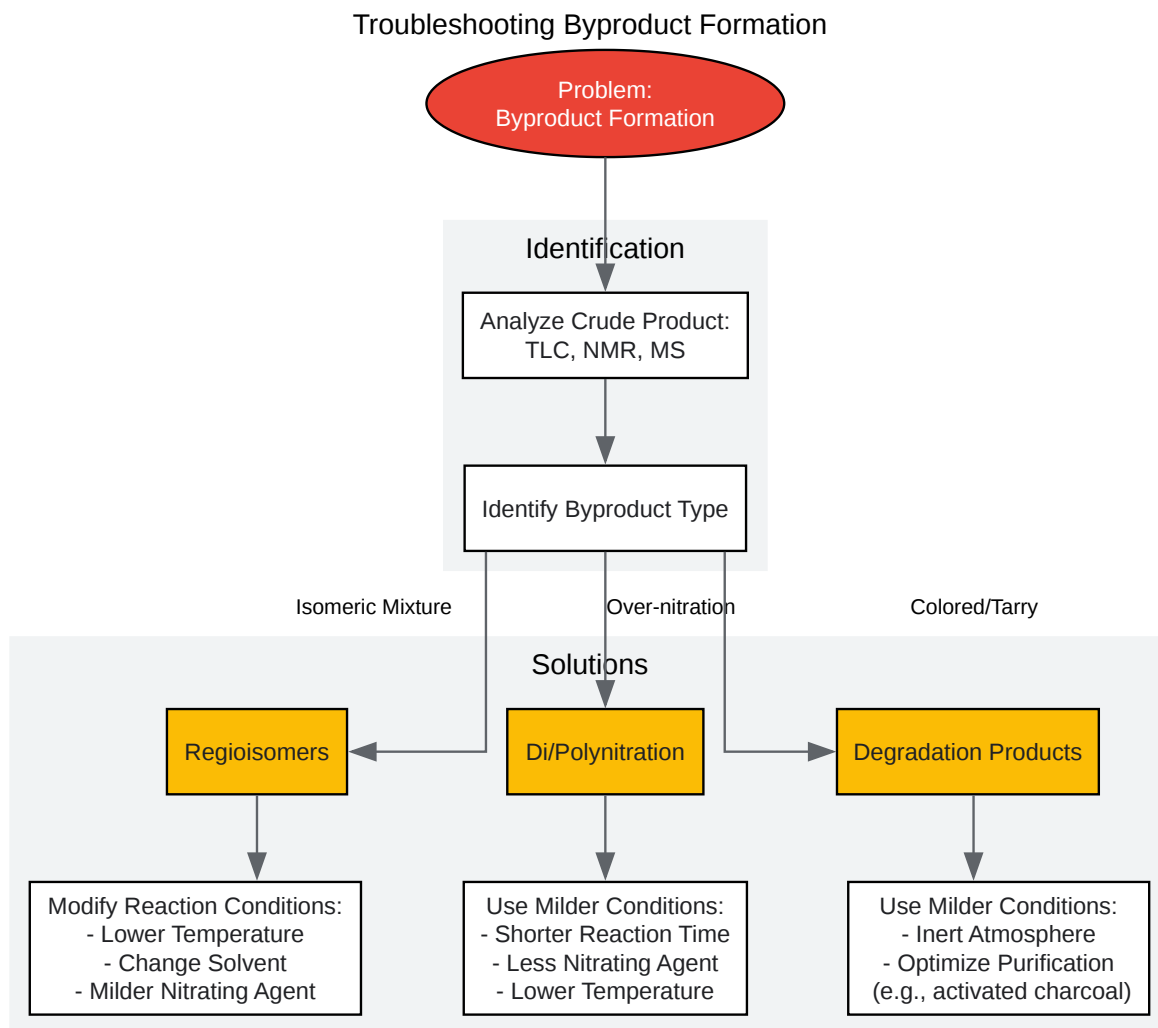 Troubleshooting Byproduct Formation
Problem:
Byproduct Formation
Identification
Analyze Crude Product:
TLC, NMR, MS
Identify Byproduct Type
Isomeric Mixture
Over-nitration
Colored/Tarry
Solutions
Regioisomers
Di/Polynitration
Degradation Products
Modify Reaction Conditions:
- Lower Temperature
- Change Solvent
- Milder Nitrating Agent
Use Milder Conditions:
- Shorter Reaction Time
- Less Nitrating Agent
- Lower Temperature
Use Milder Conditions:
- Inert Atmosphere
- Optimize Purification
(e.g., activated charcoal)